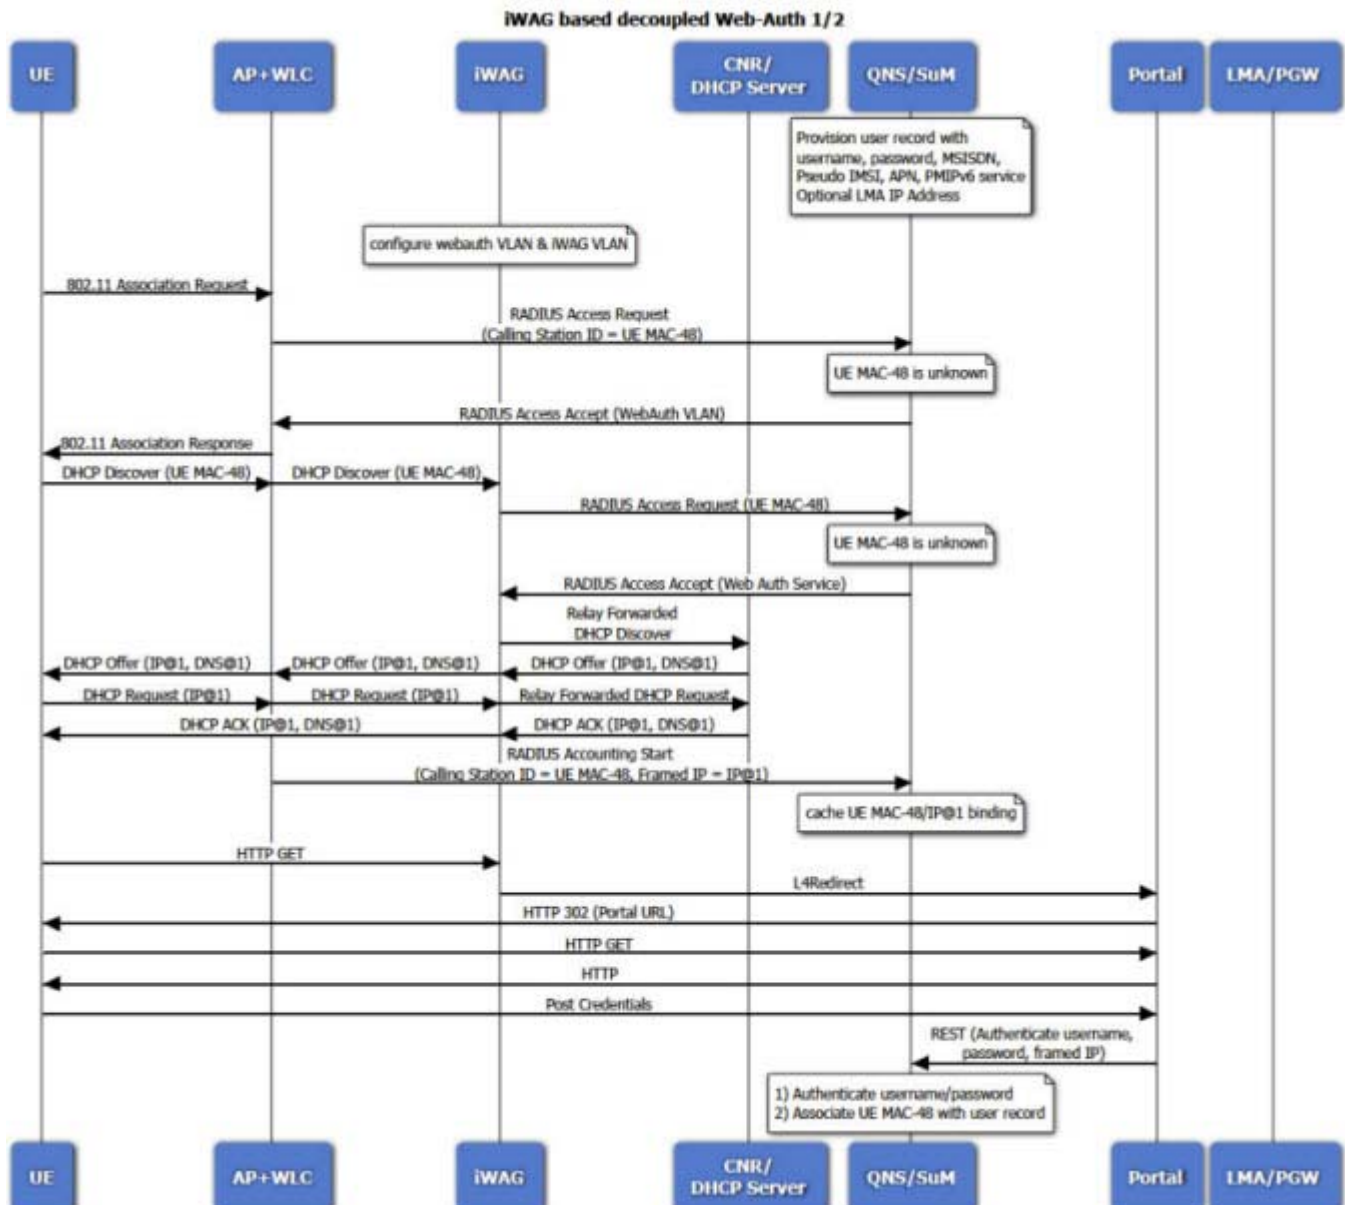 iWAG based decoupled Web-Auth 1/2
UE
AP+WLC
iWAG
CNR/
DHCP Server
QNS/SuM
Portal
LMA/PGW
Provision user record with
username, password, MSISDN,
Pseudo IMSI, APN, PMIPv6 service
Optional LMA IP Address
configure webauth VLAN & iWAG VLAN
802.11 Association Request
RADIUS Access Request
(Calling Station ID = UE MAC-48)
UE MAC-48 is unknown
RADIUS Access Accept (WebAuth VLAN)
802.11 Association Response
DHCP Discover (UE MAC-48)
DHCP Discover (UE MAC-48)
RADIUS Access Request (UE MAC-48)
UE MAC-48 is unknown
RADIUS Access Accept (Web Auth Service)
Relay Forwarded
DHCP Discover
DHCP Offer (IP@1, DNS@1)
DHCP Offer (IP@1, DNS@1)
DHCP Offer (IP@1, DNS@1)
DHCP Request (IP@1)
DHCP Request (IP@1)
Relay Forwarded DHCP Request
DHCP ACK (IP@1, DNS@1)
DHCP ACK (IP@1, DNS@1)
RADIUS Accounting Start
(Calling Station ID = UE MAC-48, Framed IP = IP@1)
cache UE MAC-48/IP@1 binding
HTTP GET
L4Redirect
HTTP 302 (Portal URL)
HTTP GET
HTTP
Post Credentials
REST (Authenticate username,
password, framed IP)
1) Authenticate username/password
2) Associate UE MAC-48 with user record
UE
AP+WLC
iWAG
CNR/
DHCP Server
QNS/SuM
Portal
LMA/PGW